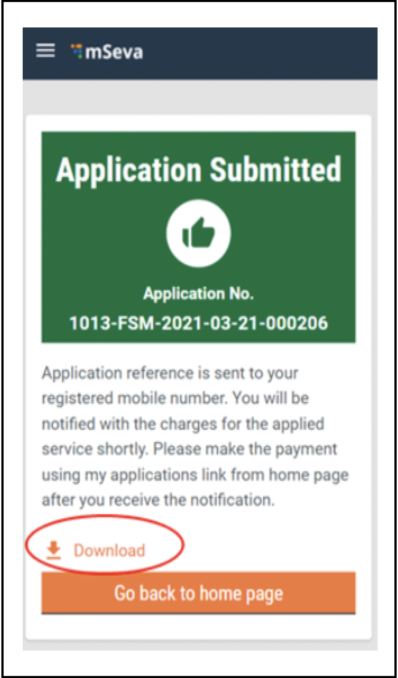 mSeva
Application Submitted
Application No.
1013-FSM-2021-03-21-000206
Application reference is sent to your
registered mobile number. You will be
notified with the charges for the applied
service shortly. Please make the payment
using my applications link from home page
after you receive the notification.
Download
Go back to home page